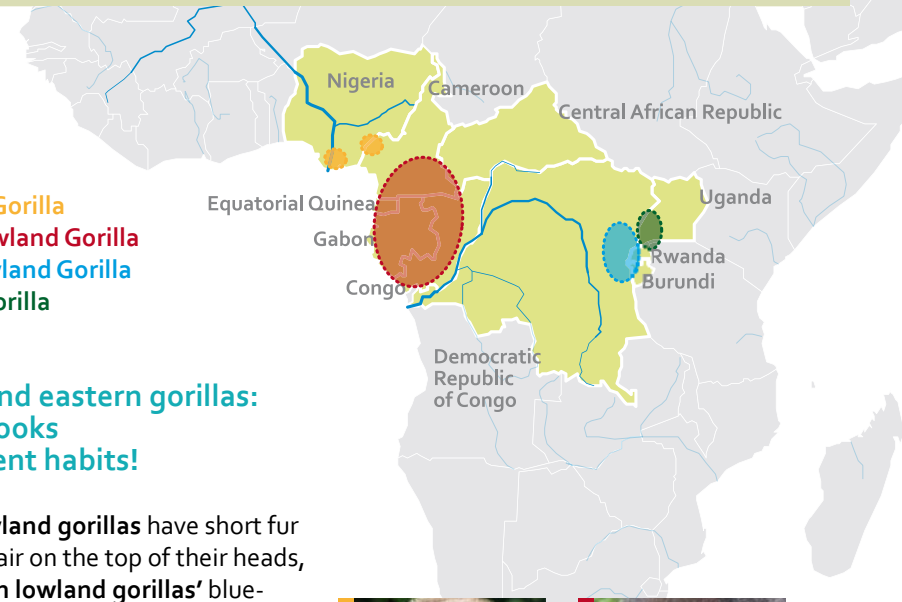 Nigeria
Cameroon
Central African Republic
Gorilla
wland Gorilla
land Gorilla
orilla
Equatorial Quinea
Gabon
Congo
Uganda
Rwanda
Burundi
Democratic
Republic
of Congo
nd eastern gorillas:
ooks
ent habits!
land gorillas have short fur
air on the top of their heads,
n lowland gorillas' blue-